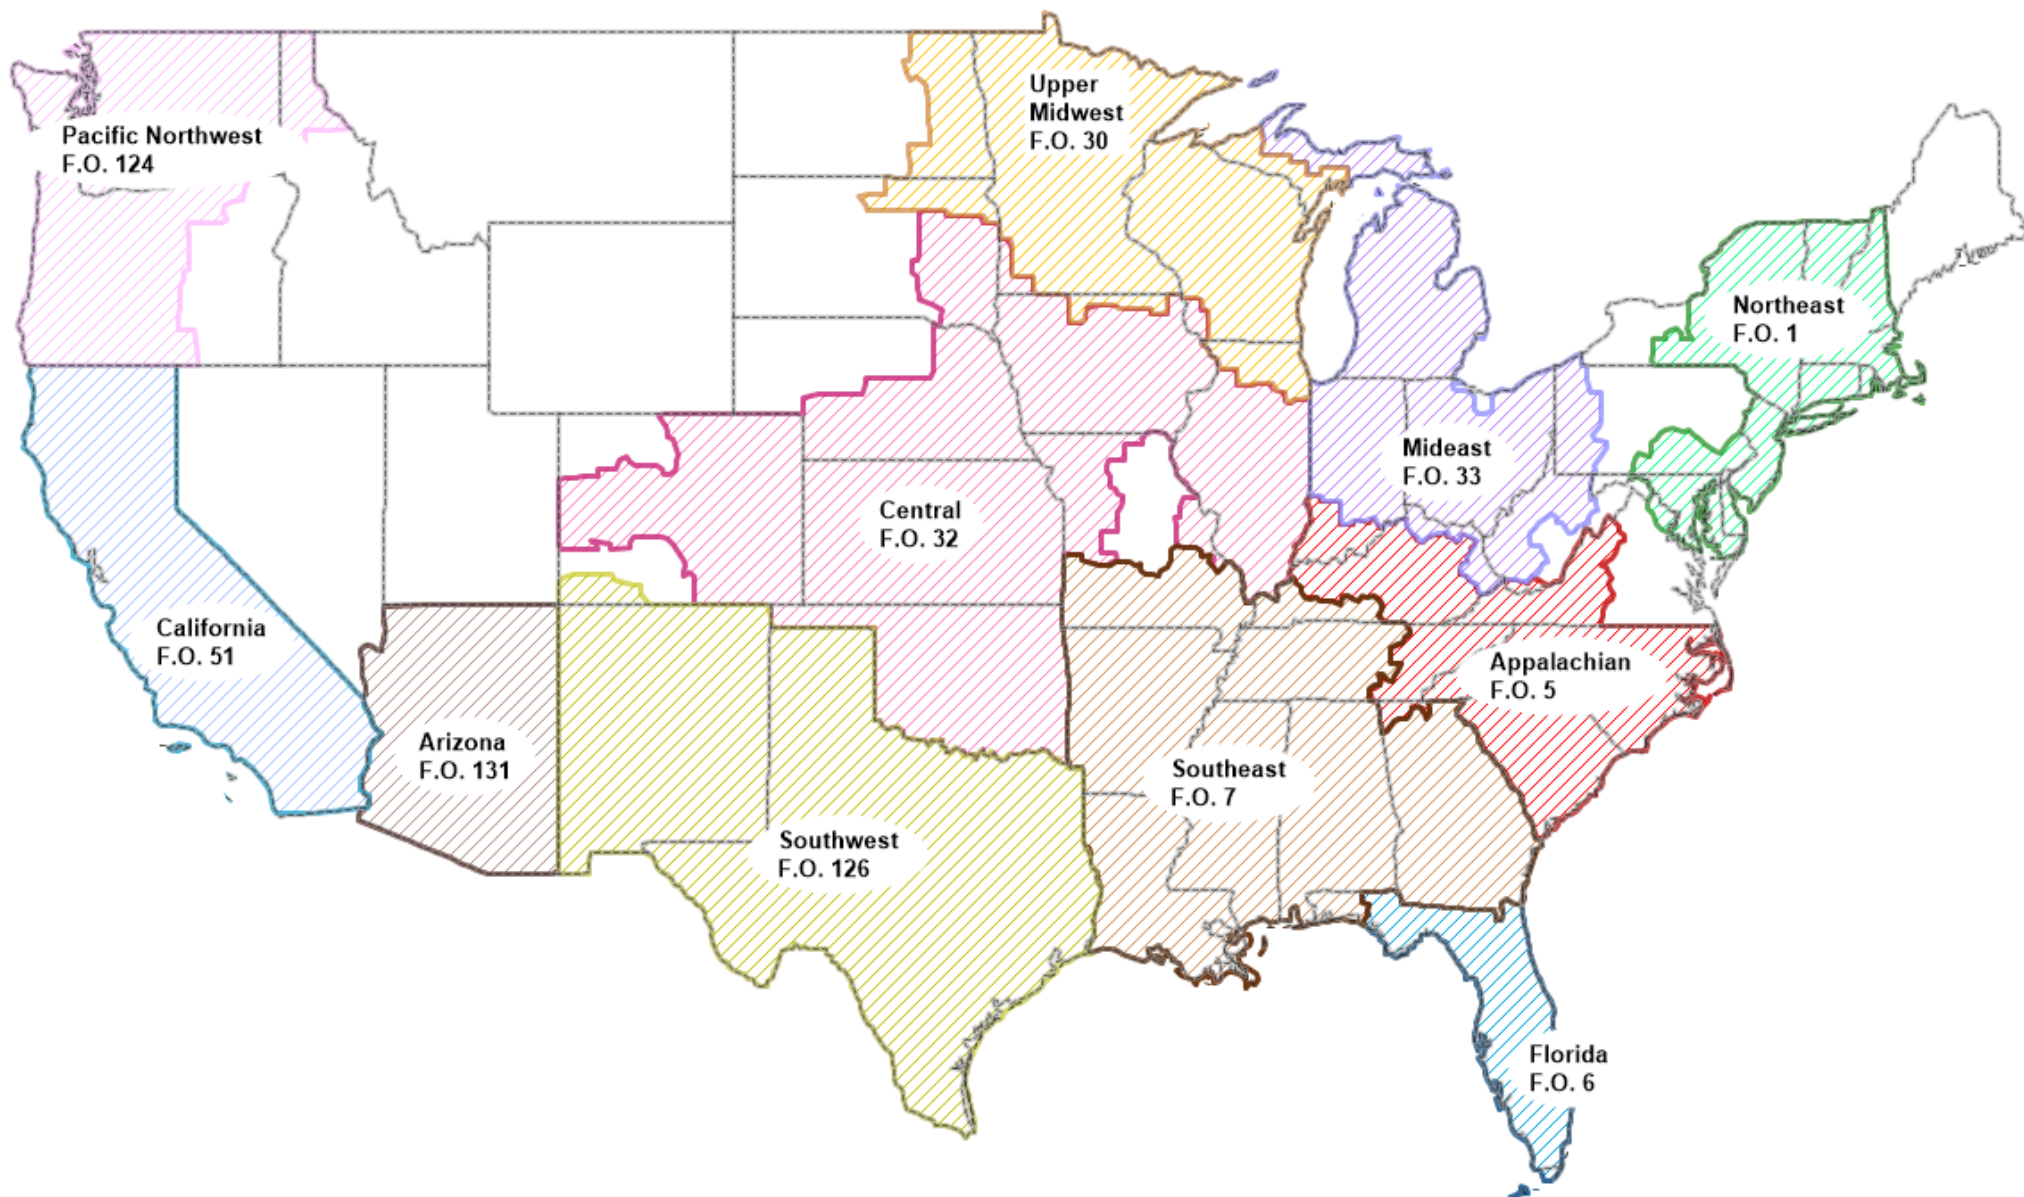 Upper
Midwest
F.O. 30
Pacific Northwest
F.O. 124
Northeast
F.O. 1
Mideast
F.O. 33
Central
F.O. 32
California
F.O. 51
Appalachian
F.O. 5
Arizona
F.O. 131
Southeast
F.O. 7
Southwest
F.O. 126
Florida
F.O. 6